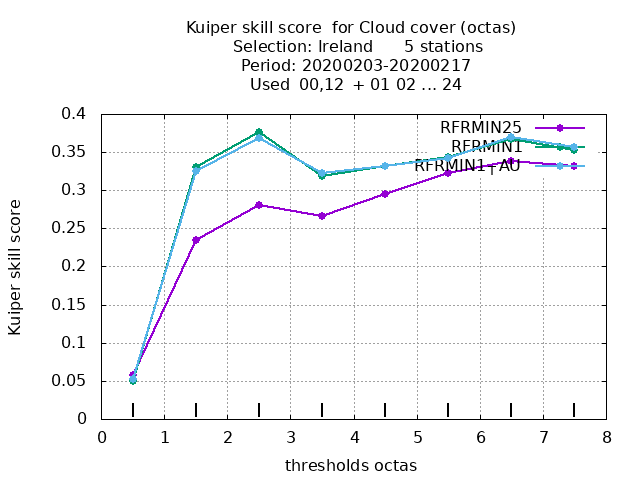 Kuiper skill score  for Cloud cover (octas)
Selection: Ireland      5 stations
Period: 20200203-20200217
Used  00,12  + 01 02 ... 24
RFRMIN25
RFRMIN1
RFRMIN1+AU
0.4
0.35
0.3
0.25
0.2
0.15
0.1
0.05
0
Kuiper skill score
0 1 2 3 4 5 6 7 8
thresholds octas